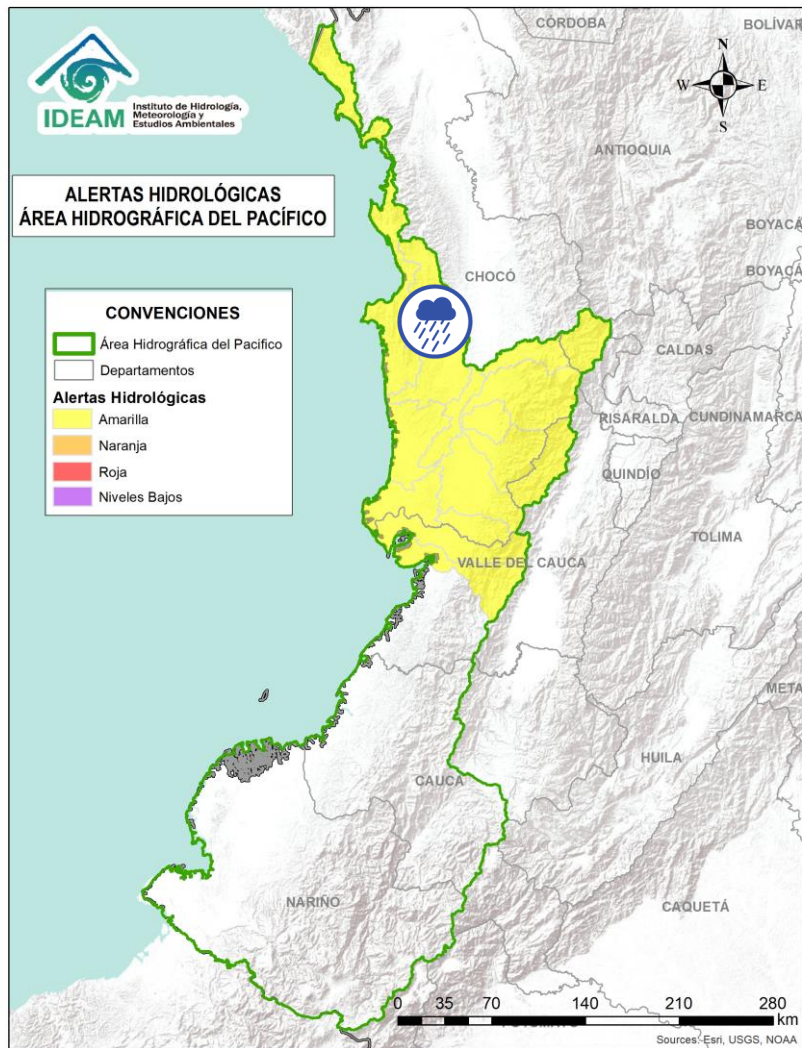 IDEAM
Instituto de Hidrología,
Meteorología y
Estudios Ambientales
ALERTAS HIDROLÓGICAS
ÁREA HIDROGRÁFICA DEL PACÍFICO
CONVENCIONES
Área Hidrográfica del Pacifico
Departamentos
Alertas Hidrológicas
Amarilla
Naranja
Roja
Niveles Bajos
CÓRDOBA
BOLÍVAR
N
W
E
S
ANTIOQUIA
BOYACÁ
BOYACÁ
CHOCÓ
CALDAS
RISARALDA
CUNDINAMARCA
QUINDÍO
TOLIMA
VALLE DEL CAUCA
META
HUILA
CAUCA
NARIÑO
CAQUETÁ
0 35 70 140 210 280
km
Sources: Esri, USGS, NOAA